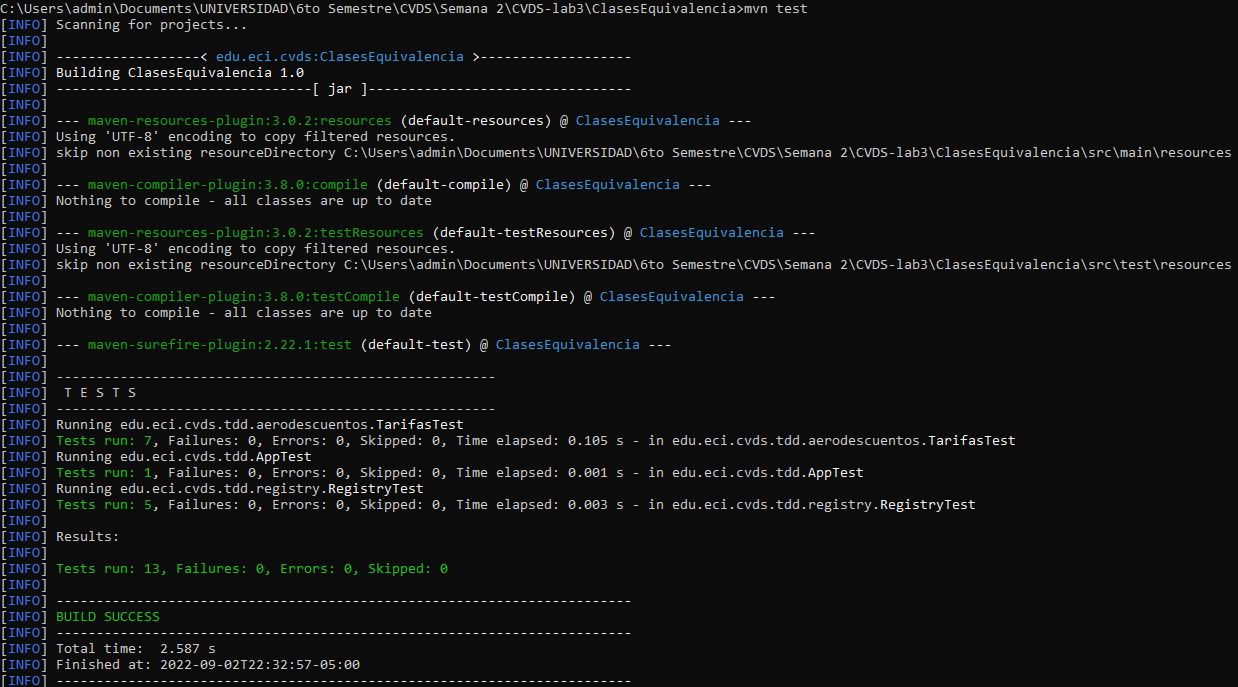 C:\Users\admin\Documents\UNIVERSIDAD\6to Semestre\CVDS\Semana 2\CVDS-lab3\ClasesEquivalencia>mvn test
[INFO] Scanning for projects...
[INFO]
[INFO] ------------------< edu.eci.cvds:ClasesEquivalencia >-------------------
[INFO] Building ClasesEquivalencia 1.0
[INFO] --------------------------------[ jar ]---------------------------------
[INFO]
[INFO] --- maven-resources-plugin:3.0.2:resources (default-resources) @ ClasesEquivalencia ---
[INFO] Using 'UTF-8' encoding to copy filtered resources.
[INFO] skip non existing resourceDirectory C:\Users\admin\Documents\UNIVERSIDAD\6to Semestre\CVDS\Semana 2\CVDS-lab3\ClasesEquivalencia\src\main\resources
[INFO]
[INFO] --- maven-compiler-plugin:3.8.0:compile (default-compile) @ ClasesEquivalencia ---
[INFO] Nothing to compile - all classes are up to date
[INFO]
[INFO] --- maven-resources-plugin:3.0.2:testResources (default-testResources) @ ClasesEquivalencia ---
[INFO] Using 'UTF-8' encoding to copy filtered resources.
[INFO] skip non existing resourceDirectory C:\Users\admin\Documents\UNIVERSIDAD\6to Semestre\CVDS\Semana 2\CVDS-lab3\ClasesEquivalencia\src\test\resources
[INFO]
[INFO] --- maven-compiler-plugin:3.8.0:testCompile (default-testCompile) @ ClasesEquivalencia ---
[INFO] Nothing to compile - all classes are up to date
[INFO]
[INFO] --- maven-surefire-plugin:2.22.1:test (default-test) @ ClasesEquivalencia ---
[INFO]
[INFO] -------------------------------------------------------
[INFO]  T E S T S
[INFO] -------------------------------------------------------
[INFO] Running edu.eci.cvds.tdd.aerodescuentos.TarifasTest
[INFO] Tests run: 7, Failures: 0, Errors: 0, Skipped: 0, Time elapsed: 0.105 s - in edu.eci.cvds.tdd.aerodescuentos.TarifasTest
[INFO] Running edu.eci.cvds.tdd.AppTest
[INFO] Tests run: 1, Failures: 0, Errors: 0, Skipped: 0, Time elapsed: 0.001 s - in edu.eci.cvds.tdd.AppTest
[INFO] Running edu.eci.cvds.tdd.registry.RegistryTest
[INFO] Tests run: 5, Failures: 0, Errors: 0, Skipped: 0, Time elapsed: 0.003 s - in edu.eci.cvds.tdd.registry.RegistryTest
[INFO]
[INFO] Results:
[INFO]
[INFO] Tests run: 13, Failures: 0, Errors: 0, Skipped: 0
[INFO]
[INFO] ------------------------------------------------------------------------
[INFO] BUILD SUCCESS
[INFO] ------------------------------------------------------------------------
[INFO] Total time:  2.587 s
[INFO] Finished at: 2022-09-02T22:32:57-05:00
[INFO] ------------------------------------------------------------------------